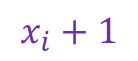 xᵢ + 1